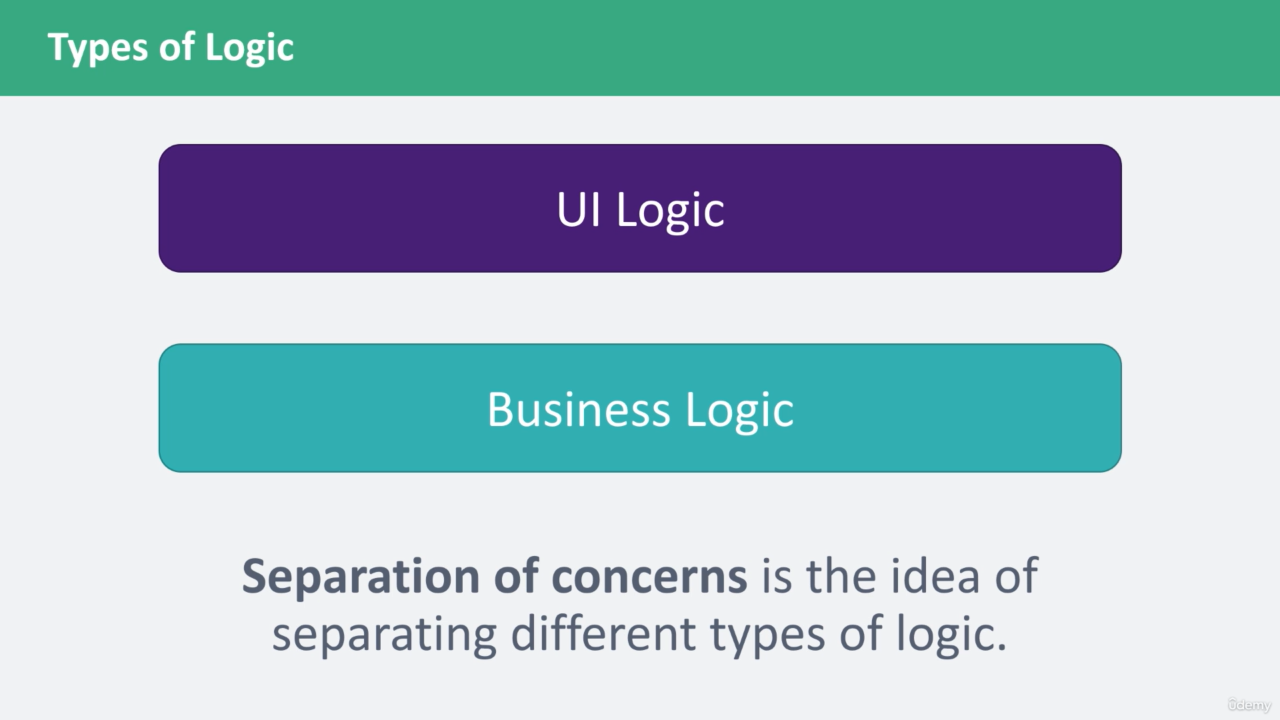 Types of Logic
UI Logic
Business Logic
Separation of concerns is the idea of
separating different types of logic.
ûdemy